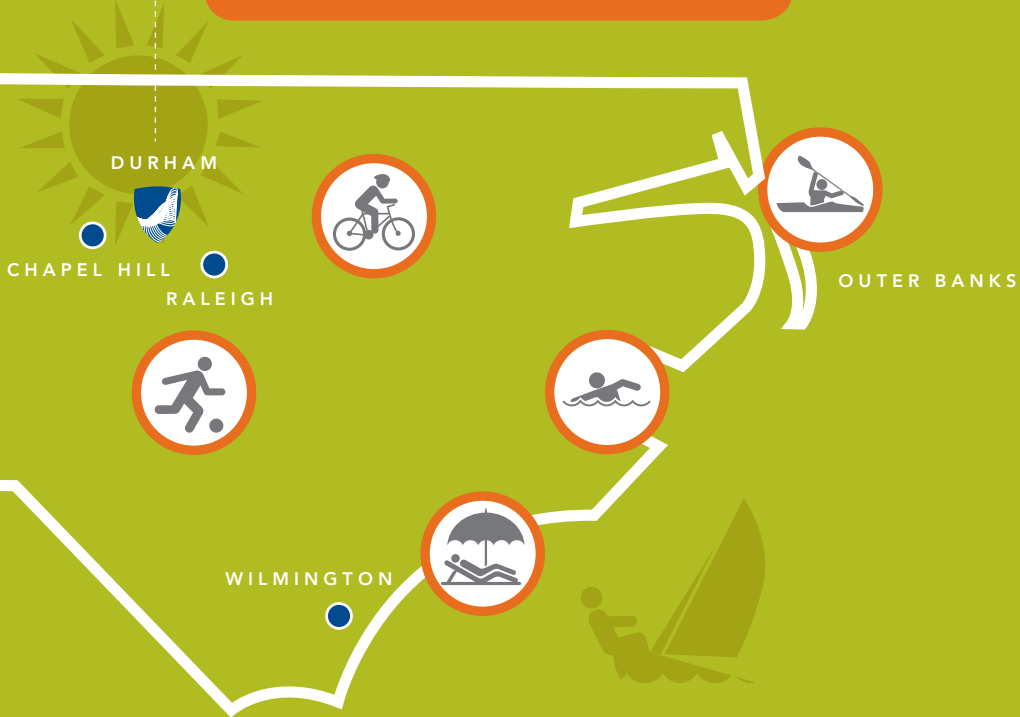 DURHAM
CHAPEL HILL
RALEIGH
OUTER BANKS
WILMINGTON